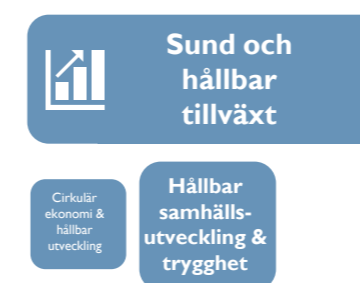 Sund och
hållbar
tillväxt
Cirkulär
ekonomi &
hållbar
utveckling
Hållbar
samhälls-
utveckling &
trygghet